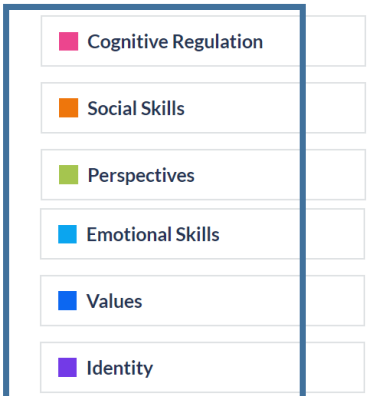 Cognitive Regulation
Social Skills
Perspectives
Emotional Skills
Values
Identity